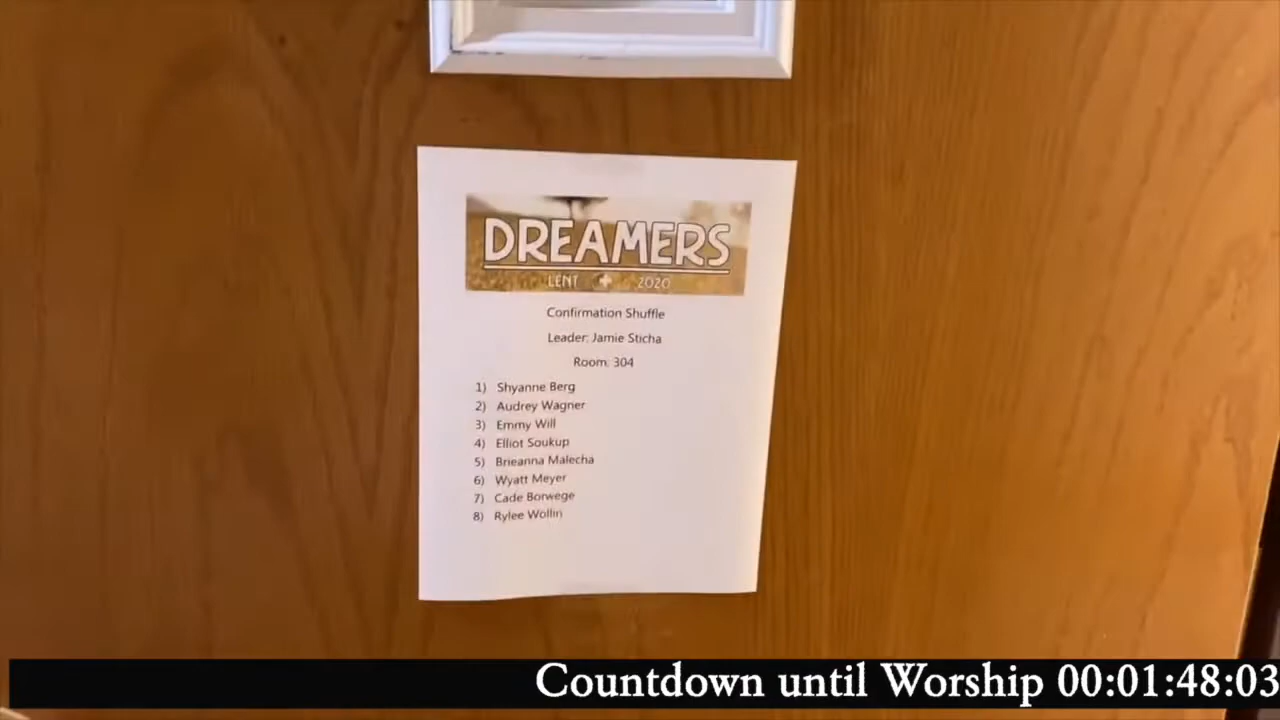 DREAMERS
LENT + 2020
Confirmation Shuffle
Leader: Jamie Sticha
Room: 304
1) Shyanne Berg
2) Audrey Wagner
3) Emmy Will
4) Elliot Soukup
5) Brieanna Malecha
6) Wyatt Meyer
7) Cade Borwege
8) Rylee Wollin
Countdown until Worship 00:01:48:03